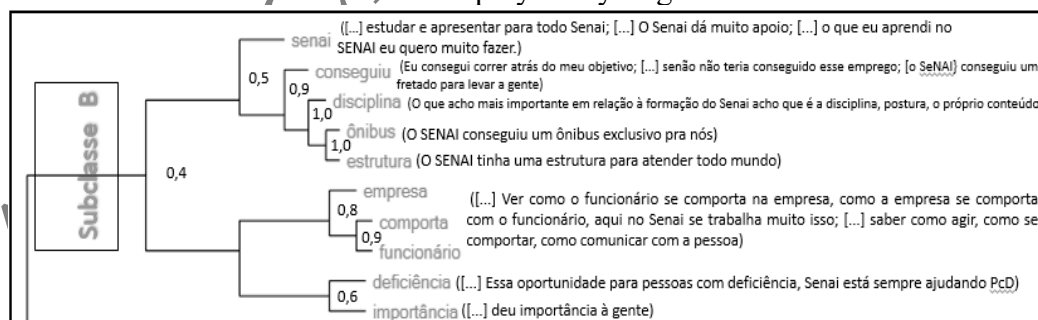 senai ([...] estudar e apresentar para todo Senai; [...] O Senai dá muito apoio; [...] o que eu aprendi no
SENAI eu quero muito fazer.)
0,5
conseguiu (Eu consegui correr atrás do meu objetivo; [...] senão não teria conseguido esse emprego; [o SeNAI} conseguiu um
fretado para levar a gente)
0,9
disciplina (O que acho mais importante em relação à formação do Senai acho que é a disciplina, postura, o próprio conteúdo
1,0
ônibus (O SENAI conseguiu um ônibus exclusivo pra nós)
1,0
estrutura (O SENAI tinha uma estrutura para atender todo mundo)
Subclasse B
0,4
empresa ([...] Ver como o funcionário se comporta na empresa, como a empresa se comporta
0,8
comporta com o funcionário, aqui no Senai se trabalha muito isso; [...] saber como agir, como se
0,9
funcionário comportar, como comunicar com a pessoa)
deficiência ([...] Essa oportunidade para pessoas com deficiência, Senai está sempre ajudando PcD)
0,6
importância ([...] deu importância à gente)